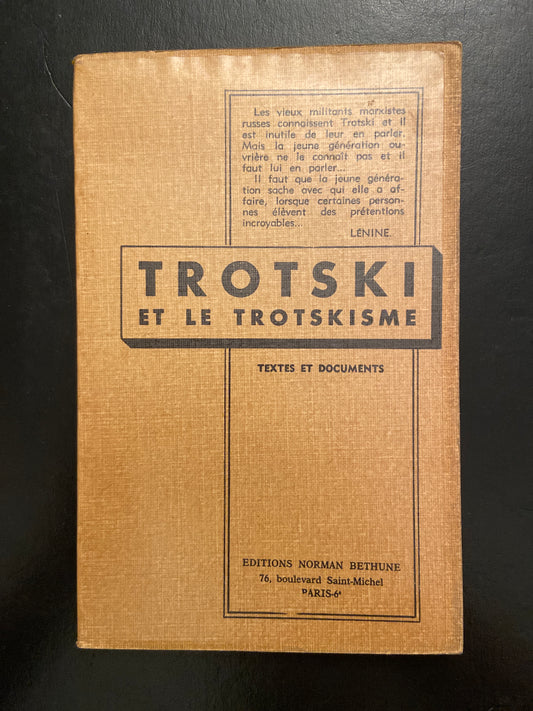 Les vieux militants marxistes
russes connaissent Trotski et il
est inutile de leur en parler.
Mais la jeune génération ou-
vrière ne le connaît pas et il
faut lui en parler...
Il faut que la jeune généra-
tion sache avec qui elle a af-
faire, lorsque certaines person-
nes élèvent des prétentions
incroyables...
LÉNINE.
TROTSKI
ET LE TROTSKISME
TEXTES ET DOCUMENTS
EDITIONS NORMAN BETHUNE
76, boulevard Saint-Michel
PARIS-6e